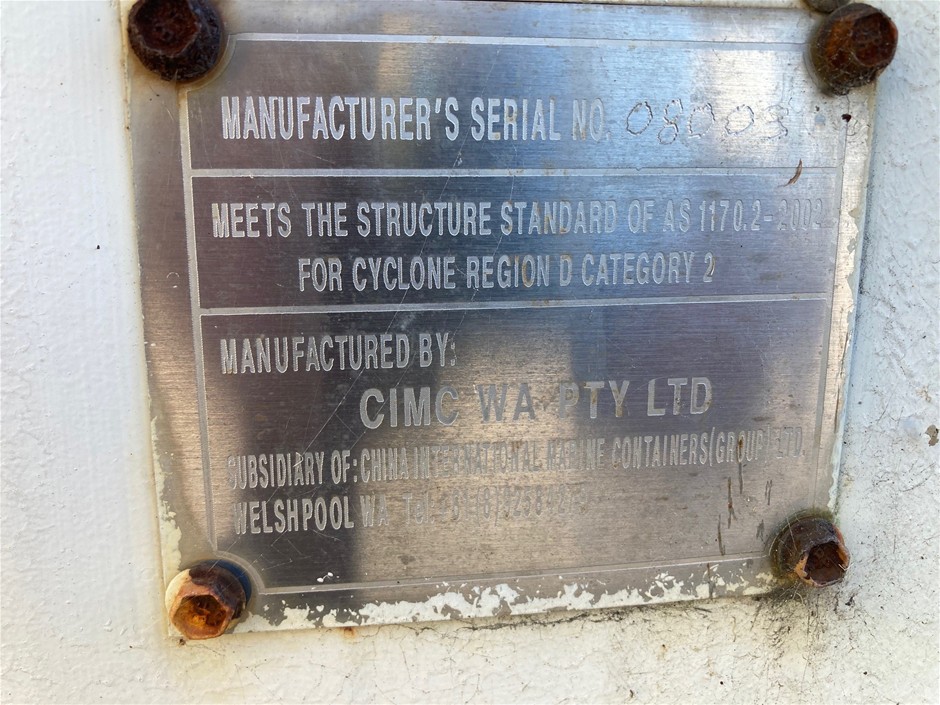 MANUFACTURER'S SERIAL NO.
MEETS THE STRUCTURE STANDARD OF AS 1170.2-2002
FOR CYCLONE REGION D CATEGORY 2
MANUFACTURED BY:
CIMC WA PTY LTD
SUBSIDIARY OF:CHINA INTERNATIONAL MARINE CONTAINERS(GROUP) LTD.
WELSHPOOL WA Tel: